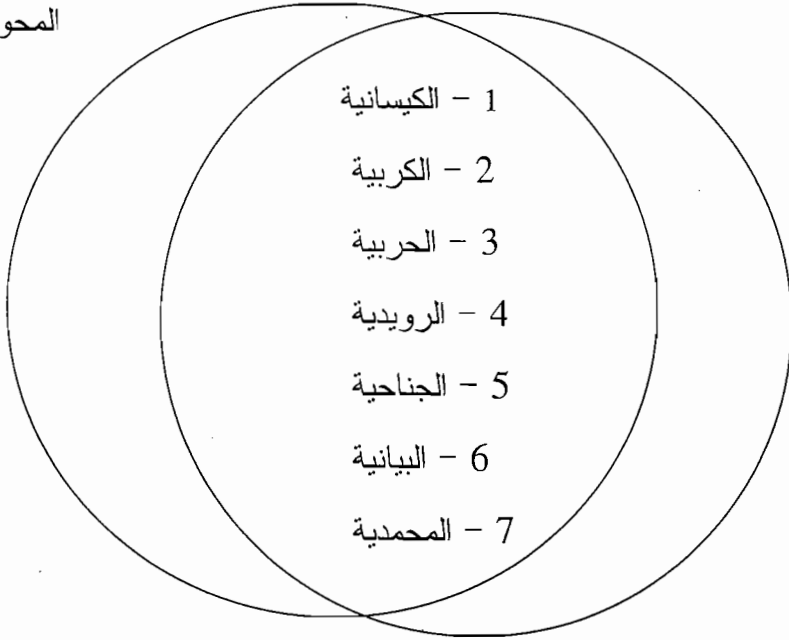 المحو
1 - الكيسانية
2 - الكربية
3 - الحربية
4 - الرويدية
5 - الجناحية
6 - البيانية
7 - المحمدية